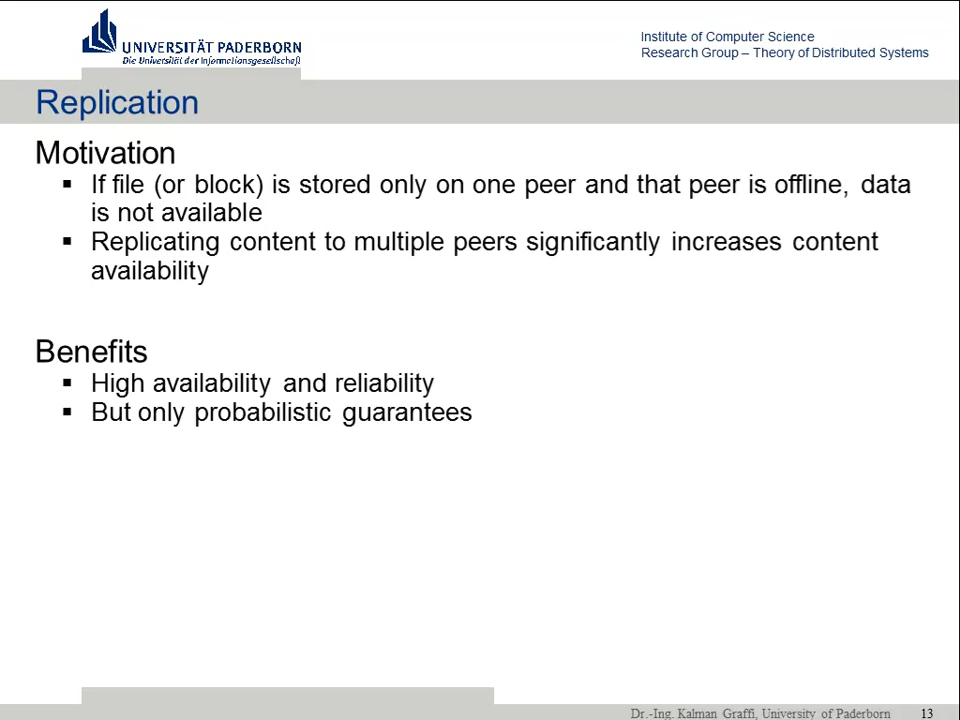 UNIVERSITÄT PADERBORN
Die Universität der Informationsgesellschaft
Institute of Computer Science
Research Group – Theory of Distributed Systems
Replication
Motivation
▪ If file (or block) is stored only on one peer and that peer is offline, data
is not available
▪ Replicating content to multiple peers significantly increases content
availability
Benefits
▪ High availability and reliability
▪ But only probabilistic guarantees
Dr.-Ing. Kalman Graffi, University of Paderborn 13